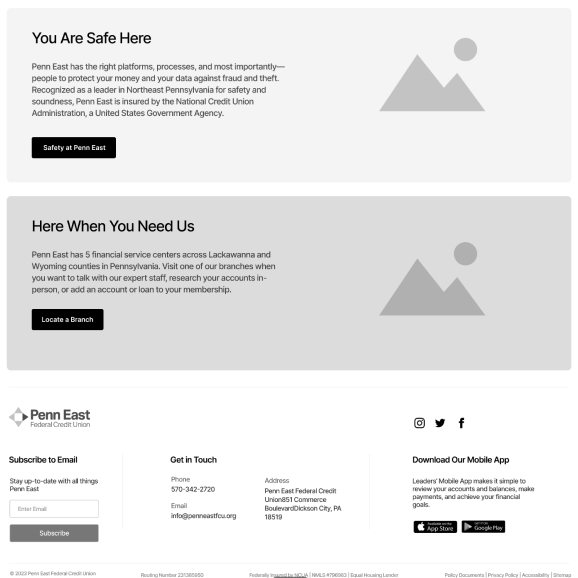 You Are Safe Here
Penn East has the right platforms, processes, and most importantly—
people to protect your money and your data against fraud and theft.
Recognized as a leader in Northeast Pennsylvania for safety and
soundness, Penn East is insured by the National Credit Union
Administration, a United States Government Agency.
Safety at Penn East
Here When You Need Us
Penn East has 5 financial service centers across Lackawanna and
Wyoming counties in Pennsylvania. Visit one of our branches when
you want to talk with our expert staff, research your accounts in-
person, or add an account or loan to your membership.
Locate a Branch
Penn East
Federal Credit Union
Subscribe to Email
Stay up-to-date with all things
Penn East
Enter Email
Subscribe
Get in Touch
Phone
570-342-2720
Email
info@penneastfcu.org
Address
Penn East Federal Credit
Union851 Commerce
BoulevardDickson City, PA
18519
Download Our Mobile App
Leaders' Mobile App makes it simple to
review your accounts and balances, make
payments, and achieve your financial
goals.
Available on the
App Store
GET IT ON
Google Play
© 2023 Penn East Federal Credit Union
Routing Number 231385950
Federally Insured by NCUA | NMLS #786563 | Equal Housing Lender
Policy Documents | Privacy Policy | Accessibility | Sitemap